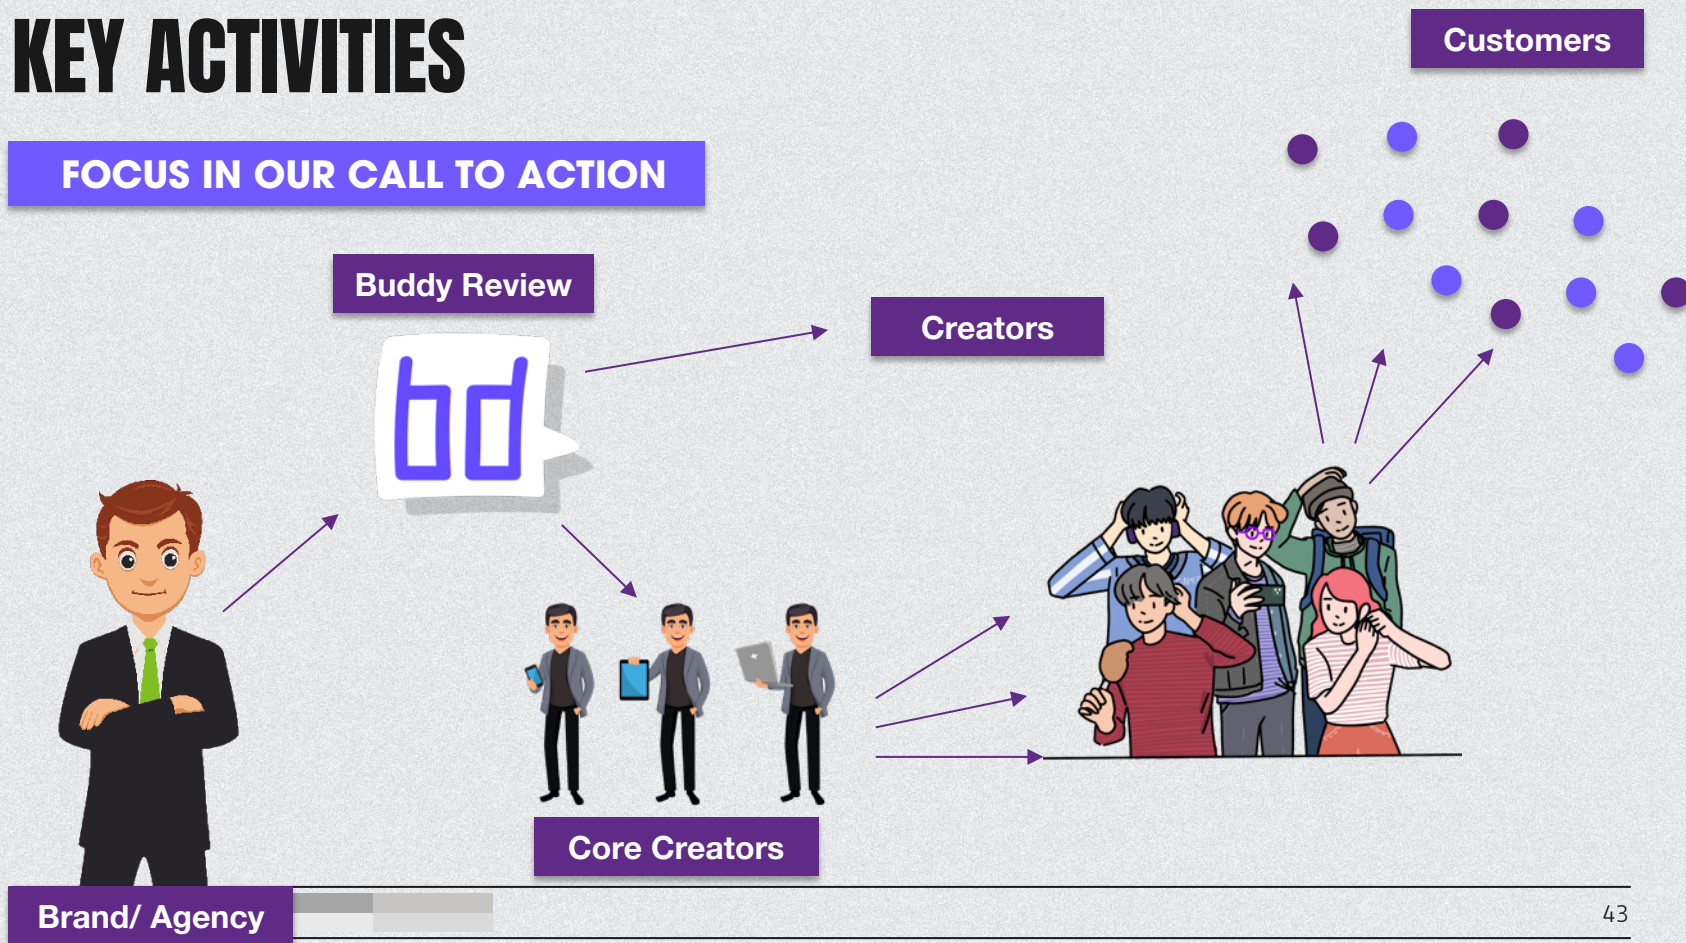 KEY ACTIVITIES
Customers
FOCUS IN OUR CALL TO ACTION
Buddy Review
Creators
bd
Core Creators
Brand/ Agency
43